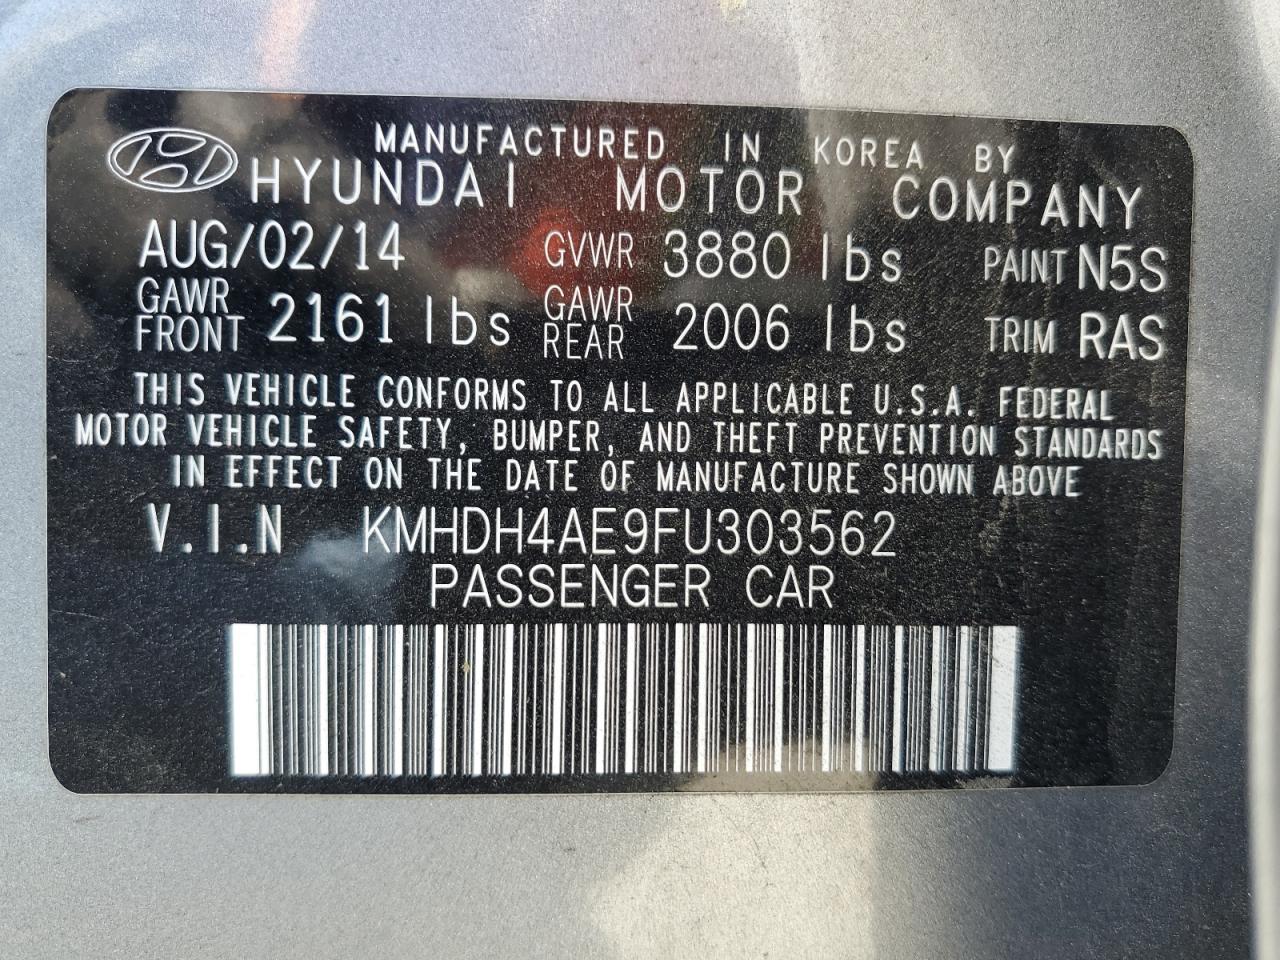 MANUFACTURED IN KOREA BY
HYUNDAI MOTOR COMPANY
AUG/02/14 GVWR 3880 lbs PAINT N5S
GAWR FRONT 2161 lbs GAWR REAR 2006 lbs TRIM RAS
THIS VEHICLE CONFORMS TO ALL APPLICABLE U.S.A. FEDERAL
MOTOR VEHICLE SAFETY, BUMPER, AND THEFT PREVENTION STANDARDS
IN EFFECT ON THE DATE OF MANUFACTURE SHOWN ABOVE
V.I.N KMHDH4AE9FU303562
PASSENGER CAR